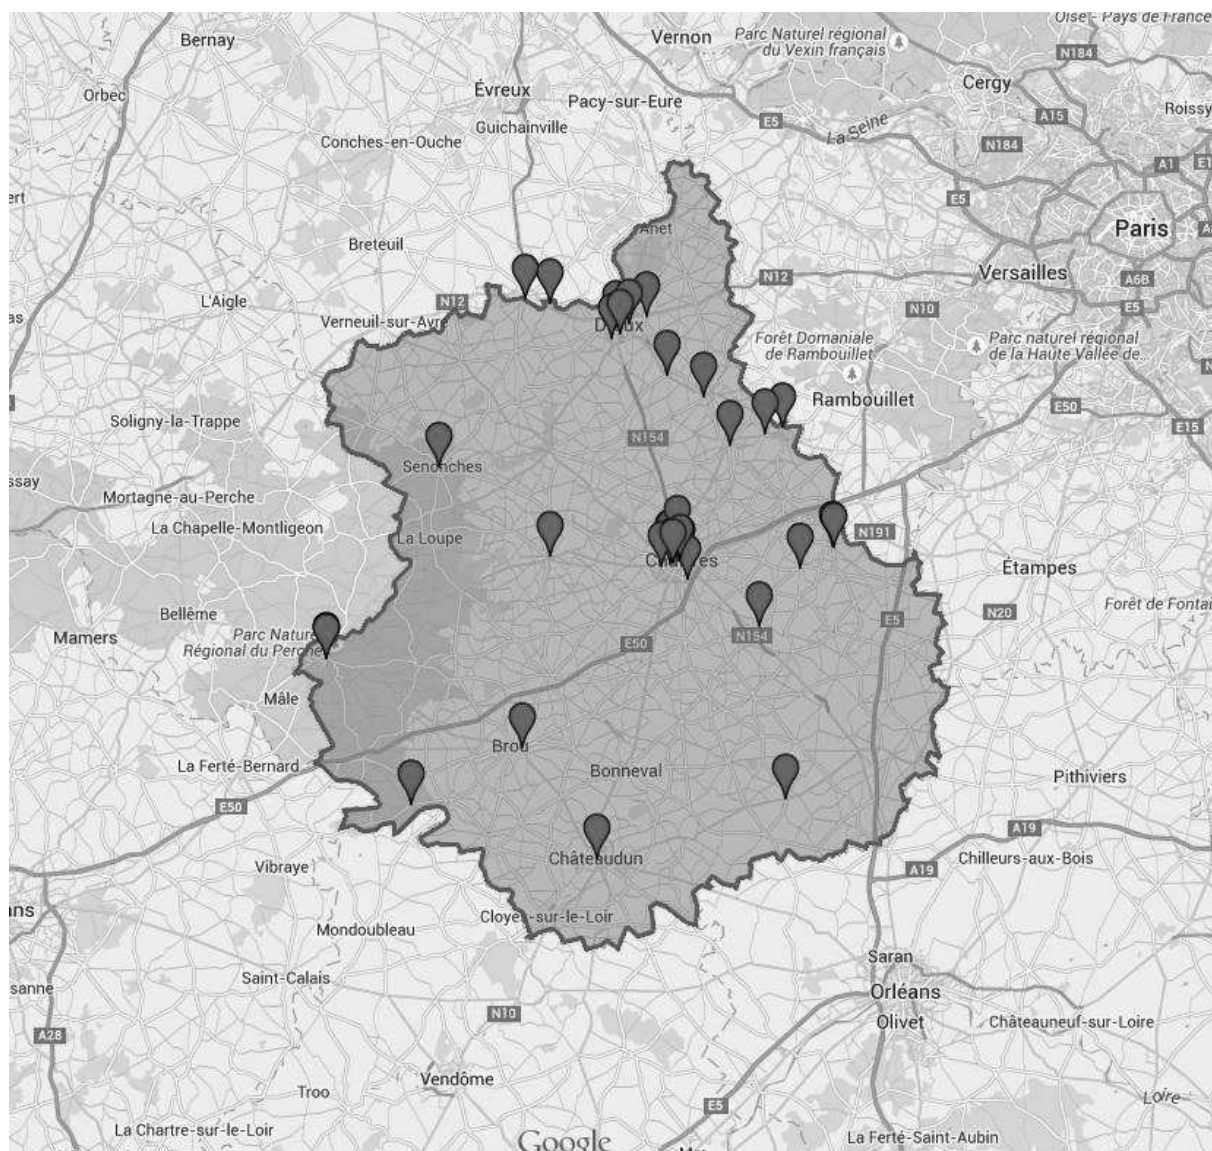 Oise - Pays de France
Bernay
Vernon
Parc Naturel régional
du Vexin français
N184
Cergy
Orbec
Évreux
Pacy-sur-Eure
Roissy
A15
Guichainville
E5
La Seine
Conches-en-Ouche
N184
A1
E1
E5
Anet
Paris
Breteuil
N12
Versailles
A6B
L'Aigle
N12
N10
E5
Verneuil-sur-Avre
Forêt Domaniale
de Rambouillet
Parc naturel régional
de la Haute Vallée de...
Rambouillet
E50
Soligny-la-Trappe
E15
N154
Senonches
Mortagne-au-Perche
La Chapelle-Montligeon
La Loupe
N191
Étampes
Bellême
N20
E5
Mamers
Parc Nature
Régional du Perche
N154
E50
Mâle
Brou
La Ferté-Bernard
Bonneval
Pithiviers
E50
A19
Châteaudun
Chilleurs-aux-Bois
Vibraye
A19
Cloyes-sur-le-Loir
Mondoubleau
Saran
Saint-Calais
Orléans
N10
Olivet
Châteauneuf-sur-Loire
A28
Vendôme
Troo
E5
Loire
La Chartre-sur-le-Loir
Google
La Ferté-Saint-Aubin